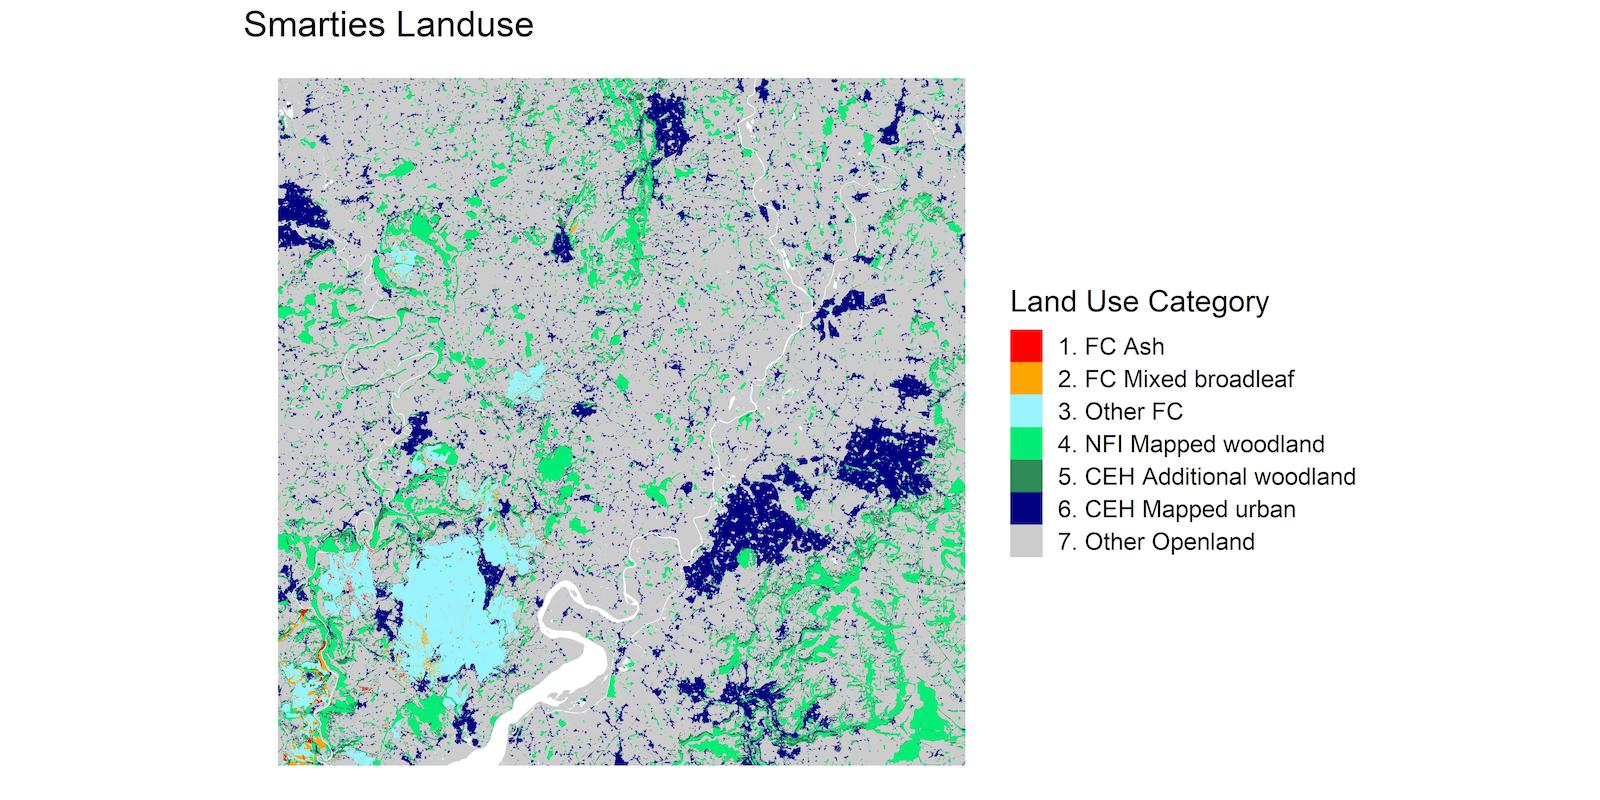 Smarties Landuse
Land Use Category
1. FC Ash
2. FC Mixed broadleaf
3. Other FC
4. NFI Mapped woodland
5. CEH Additional woodland
6. CEH Mapped urban
7. Other Openland